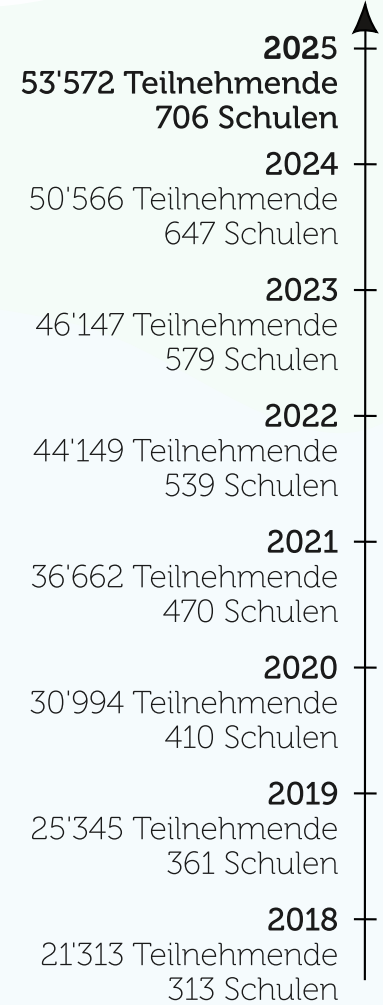 2025
53'572 Teilnehmende
706 Schulen
2024
50'566 Teilnehmende
647 Schulen
2023
46'147 Teilnehmende
579 Schulen
2022
44'149 Teilnehmende
539 Schulen
2021
36'662 Teilnehmende
470 Schulen
2020
30'994 Teilnehmende
410 Schulen
2019
25'345 Teilnehmende
361 Schulen
2018
21'313 Teilnehmende
313 Schulen